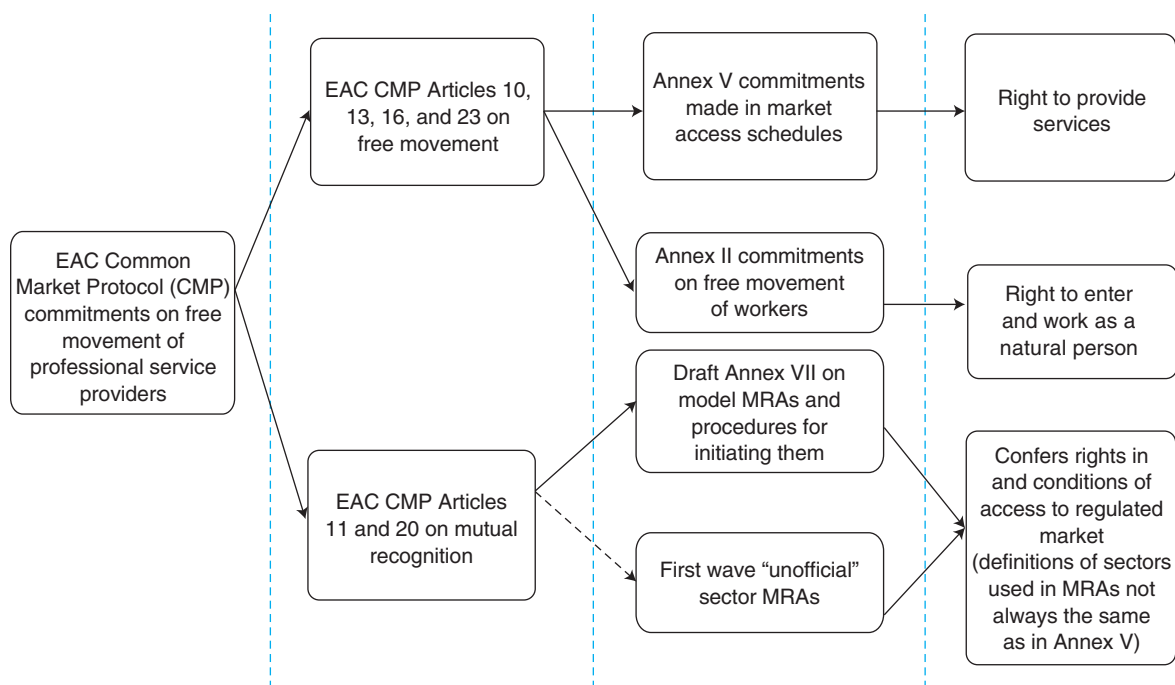 EAC Common
Market Protocol (CMP)
commitments on free
movement of
professional service
providers
EAC CMP Articles 10,
13, 16, and 23 on
free movement
EAC CMP Articles
11 and 20 on mutual
recognition
Annex V commitments
made in market
access schedules
Annex II commitments
on free movement
of workers
Draft Annex VII on
model MRAs and
procedures for
initiating them
First wave “unofficial”
sector MRAs
Right to provide
services
Right to enter
and work as a
natural person
Confers rights in
and conditions of
access to regulated
market
(definitions of sectors
used in MRAs not
always the same
as in Annex V)